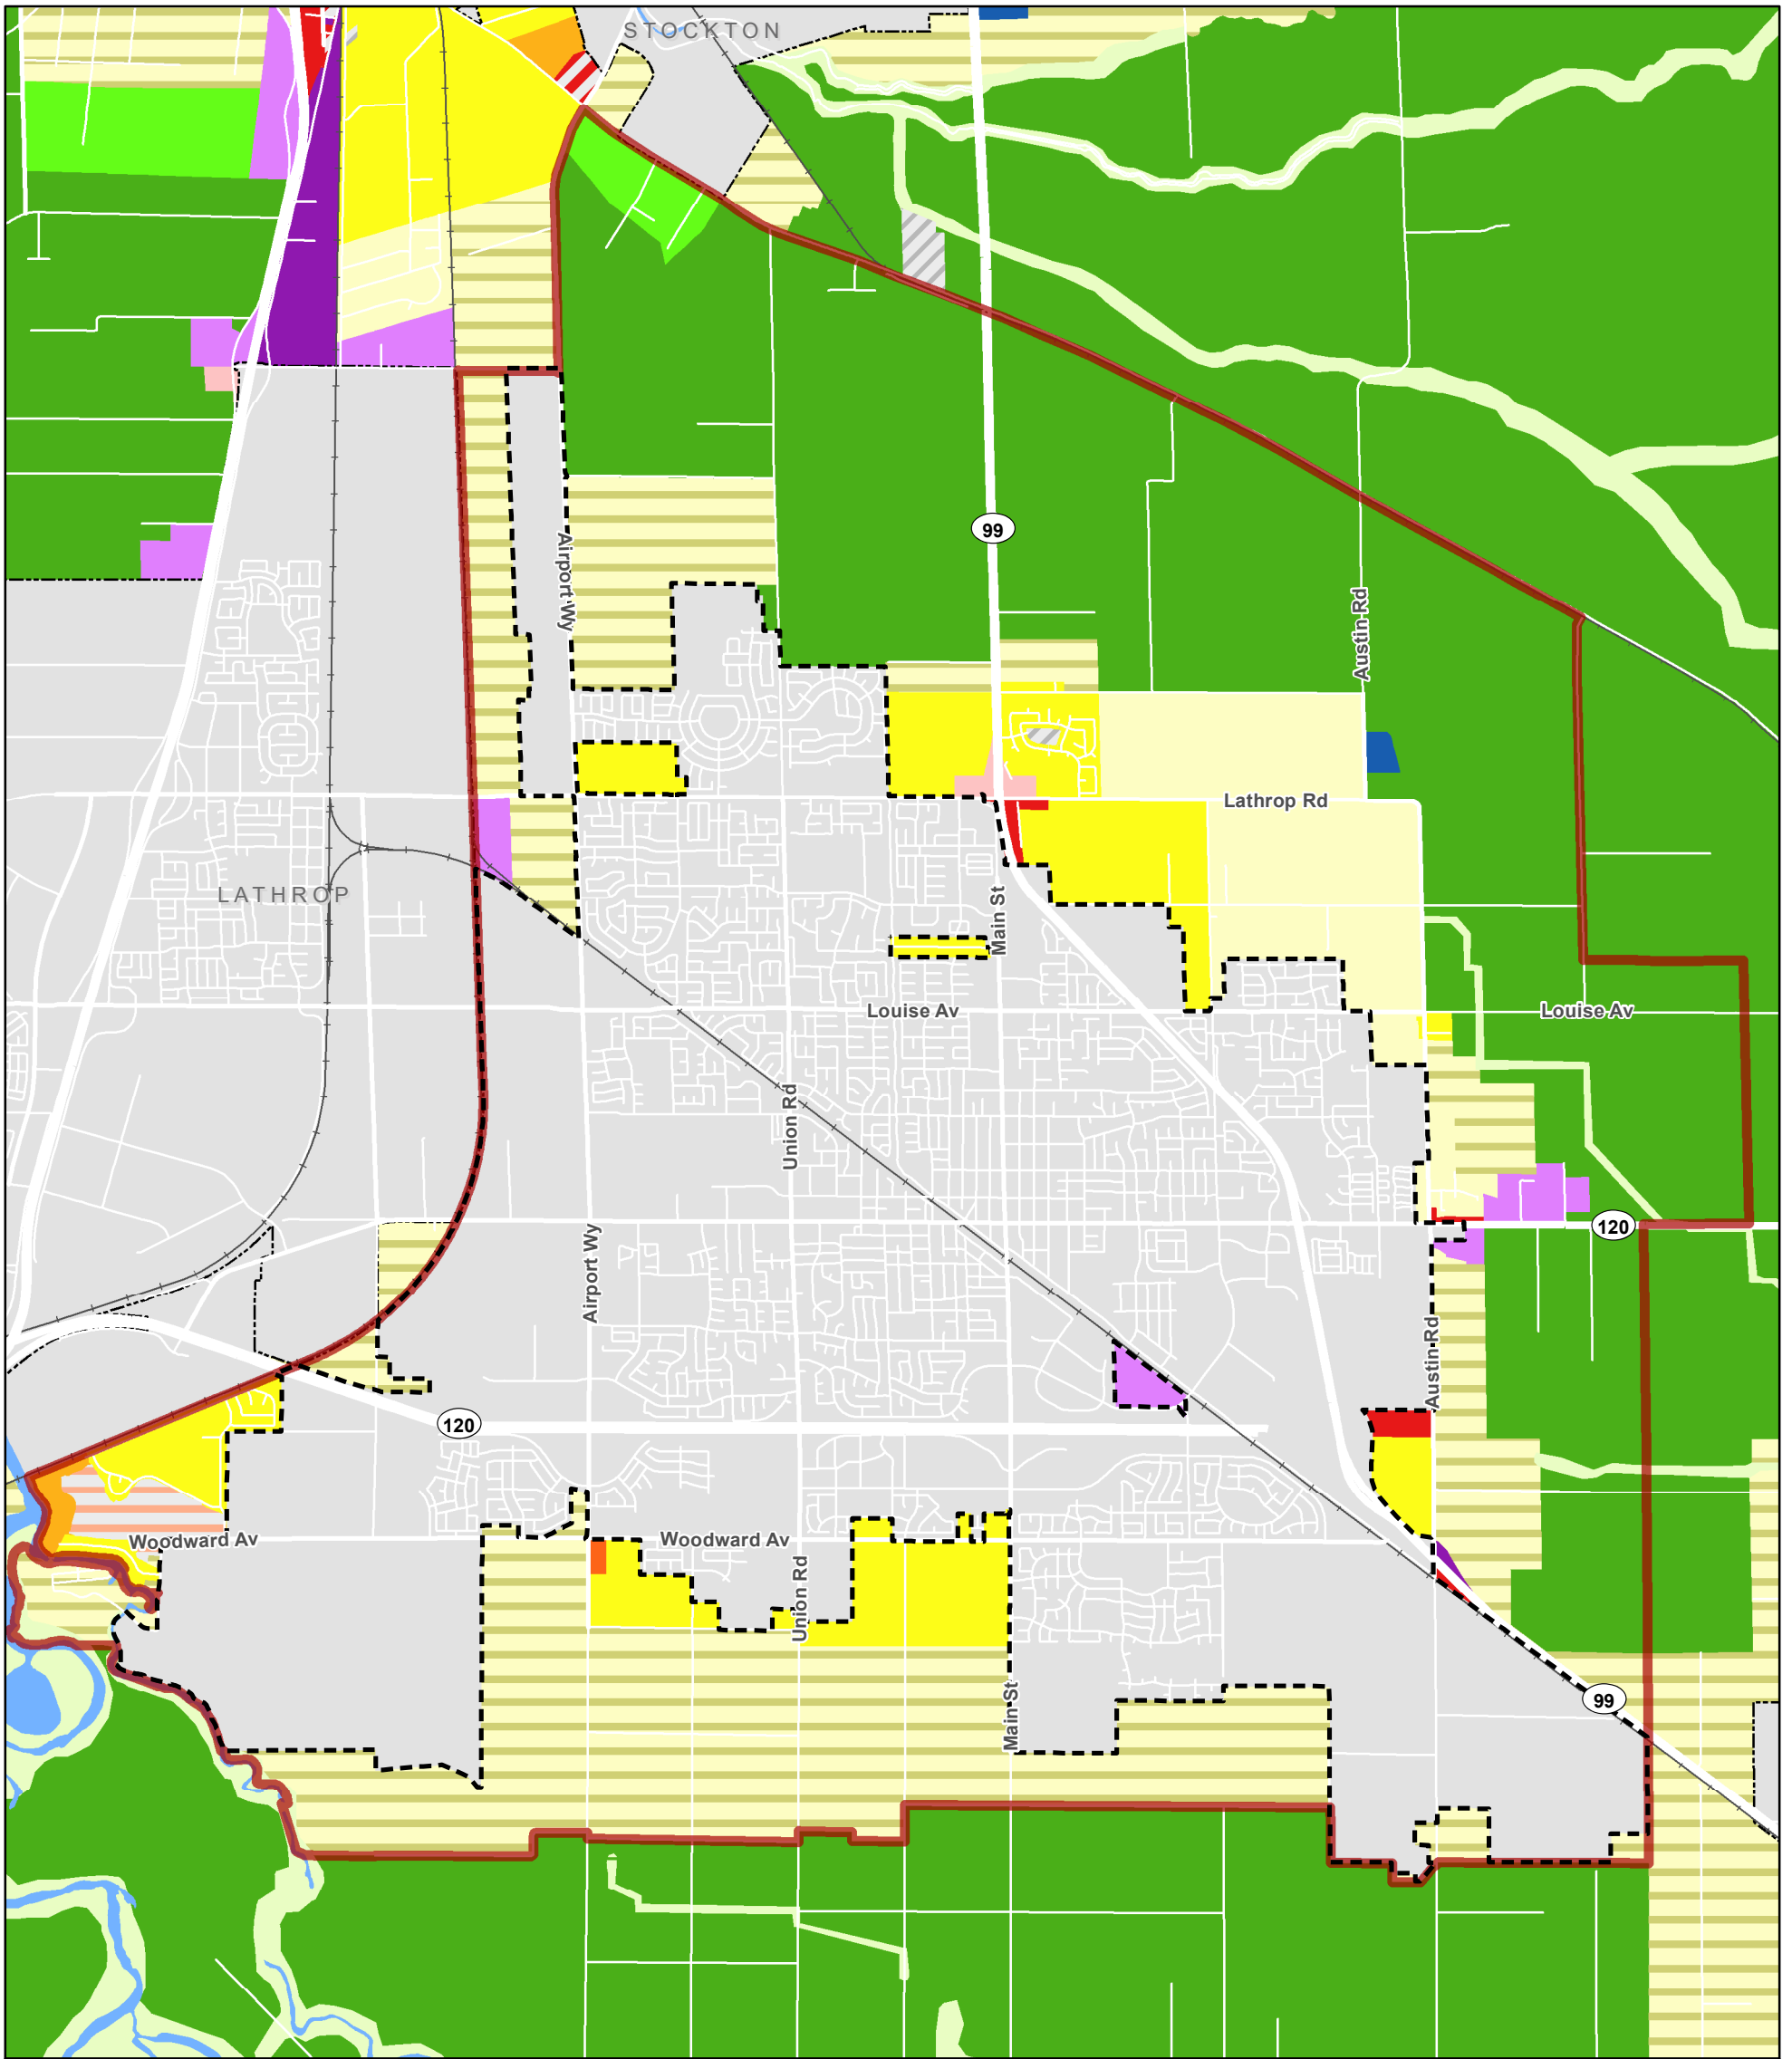 STOCKTON
99
Airport Wy
Austin Rd
Lathrop Rd
LATHROP
Main St
Louise Av
Louise Av
Union Rd
120
Airport Wy
Austin Rd
120
Woodward Av
Woodward Av
Union Rd
Main St
99